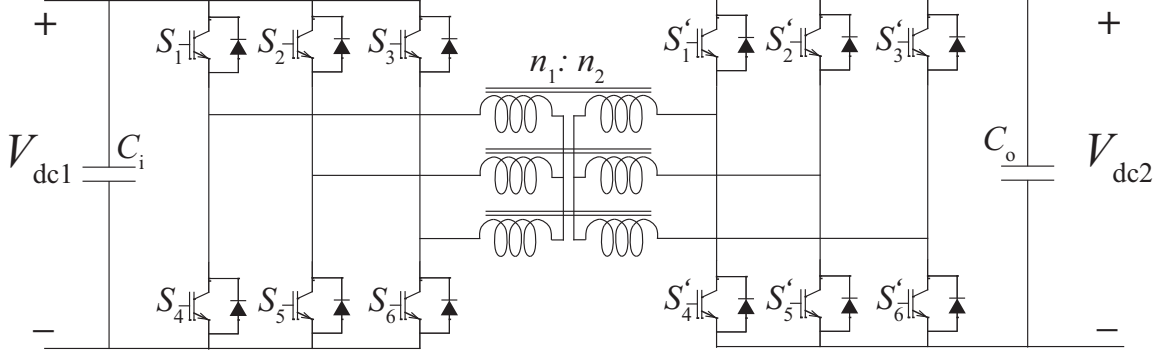 + S1 S2 S3 S‘1 S‘2 S‘3 +
n1: n2
Vdc1 Ci Co Vdc2
− S4 S5 S6 S‘4 S‘5 S‘6 −